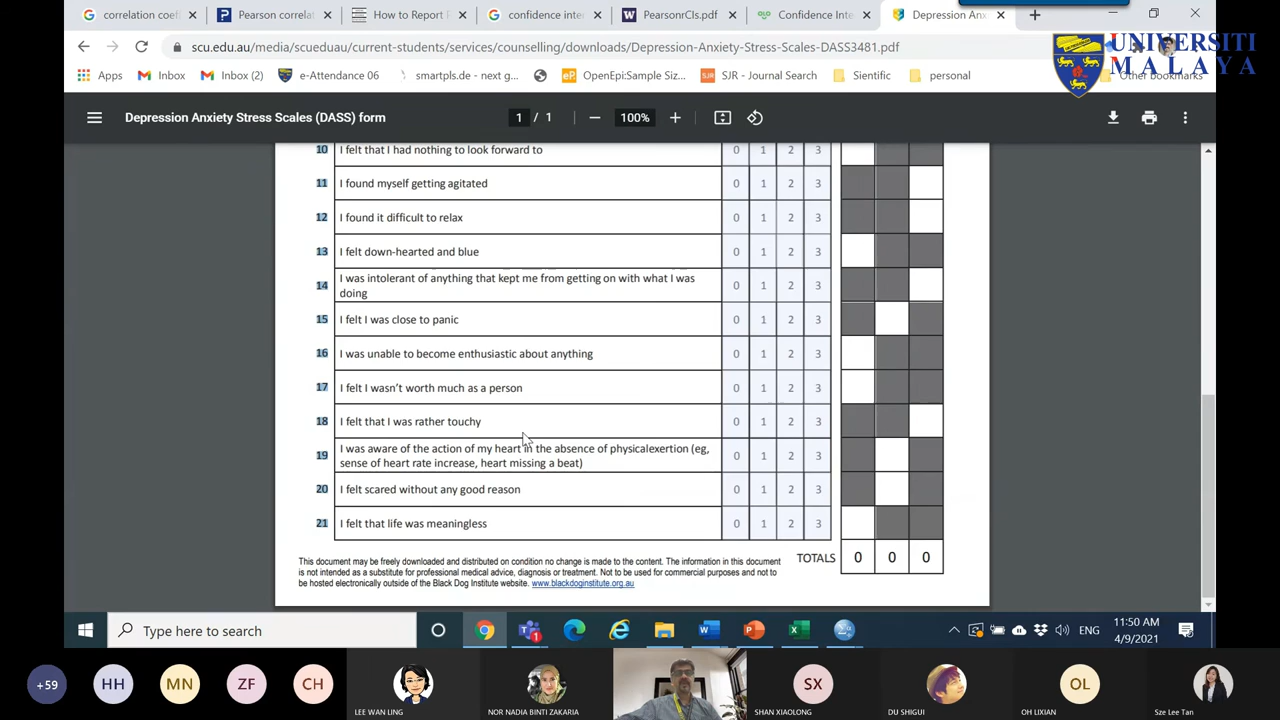 correlation coef
Pearson correla
How to Report P
confidence inte
PearsonrCIs.pdf
Confidence Inte
Depression Anx
scu.edu.au/media/scueduau/current-students/services/counselling/downloads/Depression-Anxiety-Stress-Scales-DASS3481.pdf
UNIVERSITI
MALAYA
Apps
Inbox
Inbox (2)
e-Attendance 06
smartpls.de - next g...
OpenEpi:Sample Siz...
SJR - Journal Search
Sientific
personal
Other bookmarks
Depression Anxiety Stress Scales (DASS) form
1 / 1
100%
10 I felt that I had nothing to look forward to 0 1 2 3
11 I found myself getting agitated 0 1 2 3
12 I found it difficult to relax 0 1 2 3
13 I felt down-hearted and blue 0 1 2 3
14 I was intolerant of anything that kept me from getting on with what I was
doing 0 1 2 3
15 I felt I was close to panic 0 1 2 3
16 I was unable to become enthusiastic about anything 0 1 2 3
17 I felt I wasn't worth much as a person 0 1 2 3
18 I felt that I was rather touchy 0 1 2 3
19 I was aware of the action of my heart in the absence of physicalexertion (eg,
sense of heart rate increase, heart missing a beat) 0 1 2 3
20 I felt scared without any good reason 0 1 2 3
21 I felt that life was meaningless 0 1 2 3
TOTALS 0 0 0
This document may be freely downloaded and distributed on condition no change is made to the content. The information in this document
is not intended as a substitute for professional medical advice, diagnosis or treatment. Not to be used for commercial purposes and not to
be hosted electronically outside of the Black Dog Institute website. www.blackdoginstitute.org.au
Type here to search
ENG
11:50 AM
4/9/2021
+59
HH
MN
ZF
CH
LEE WAN LING
NOR NADIA BINTI ZAKARIA
SX
SHAN XIAOLONG
DU SHIGUI
OL
OH LIXIAN
Sze Lee Tan